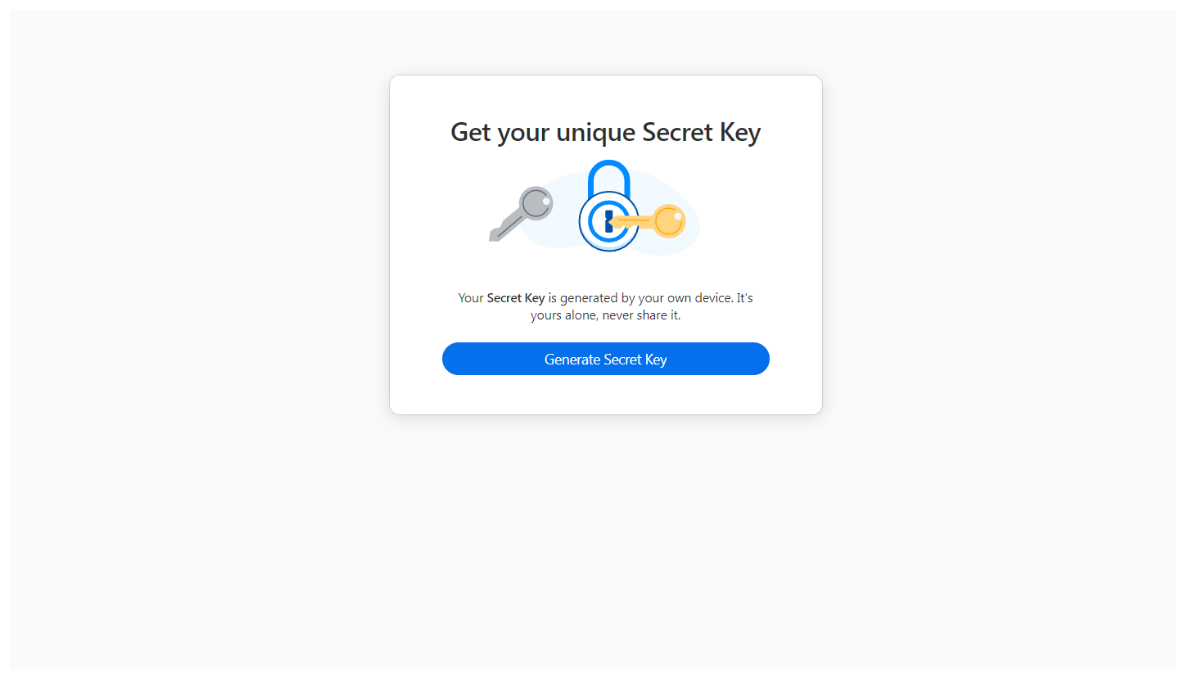 Get your unique Secret Key
Your Secret Key is generated by your own device. It's
yours alone, never share it.
Generate Secret Key